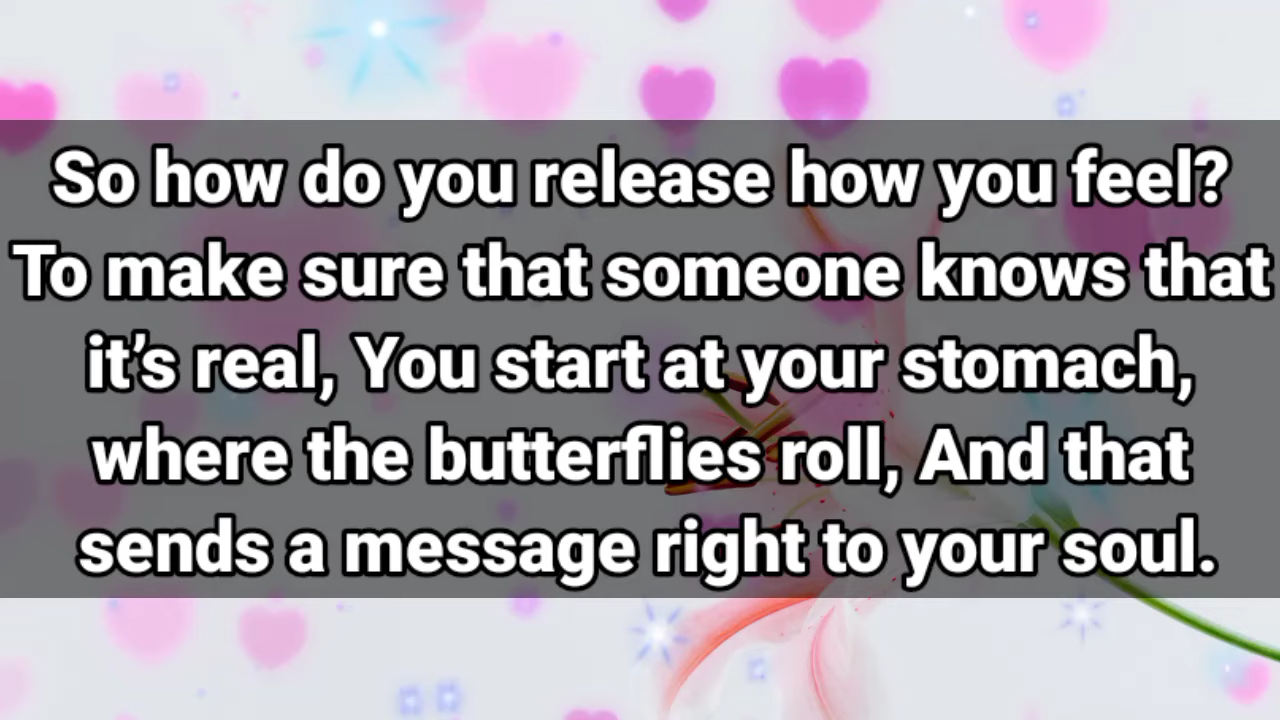 So how do you release how you feel?
To make sure that someone knows that
it’s real, You start at your stomach,
where the butterflies roll, And that
sends a message right to your soul.